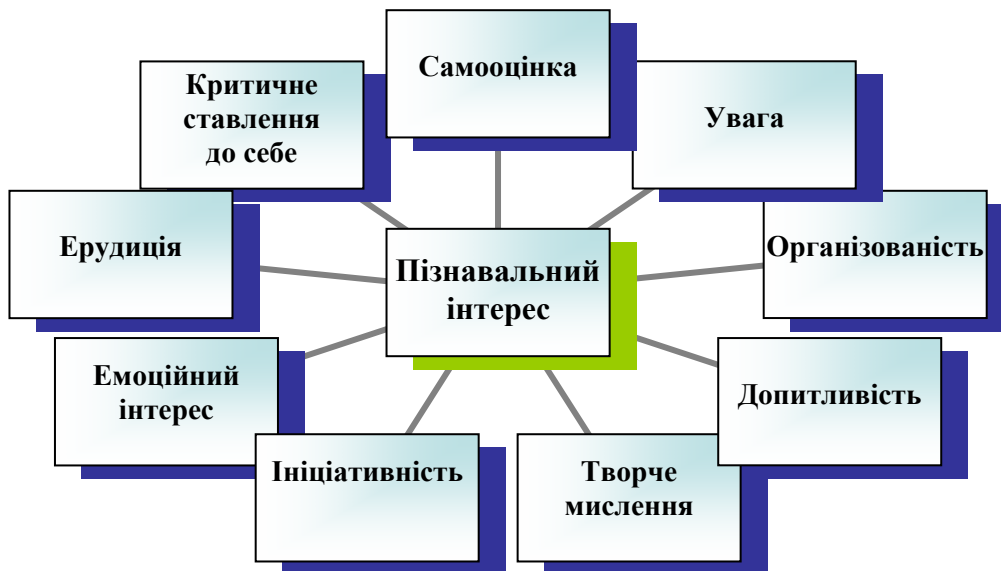 Самооцінка
Критичне
ставлення
до себе
Увага
Ерудиція
Організованість
Пізнавальний
інтерес
Емоційний
інтерес
Допитливість
Ініціативність
Творче
мислення